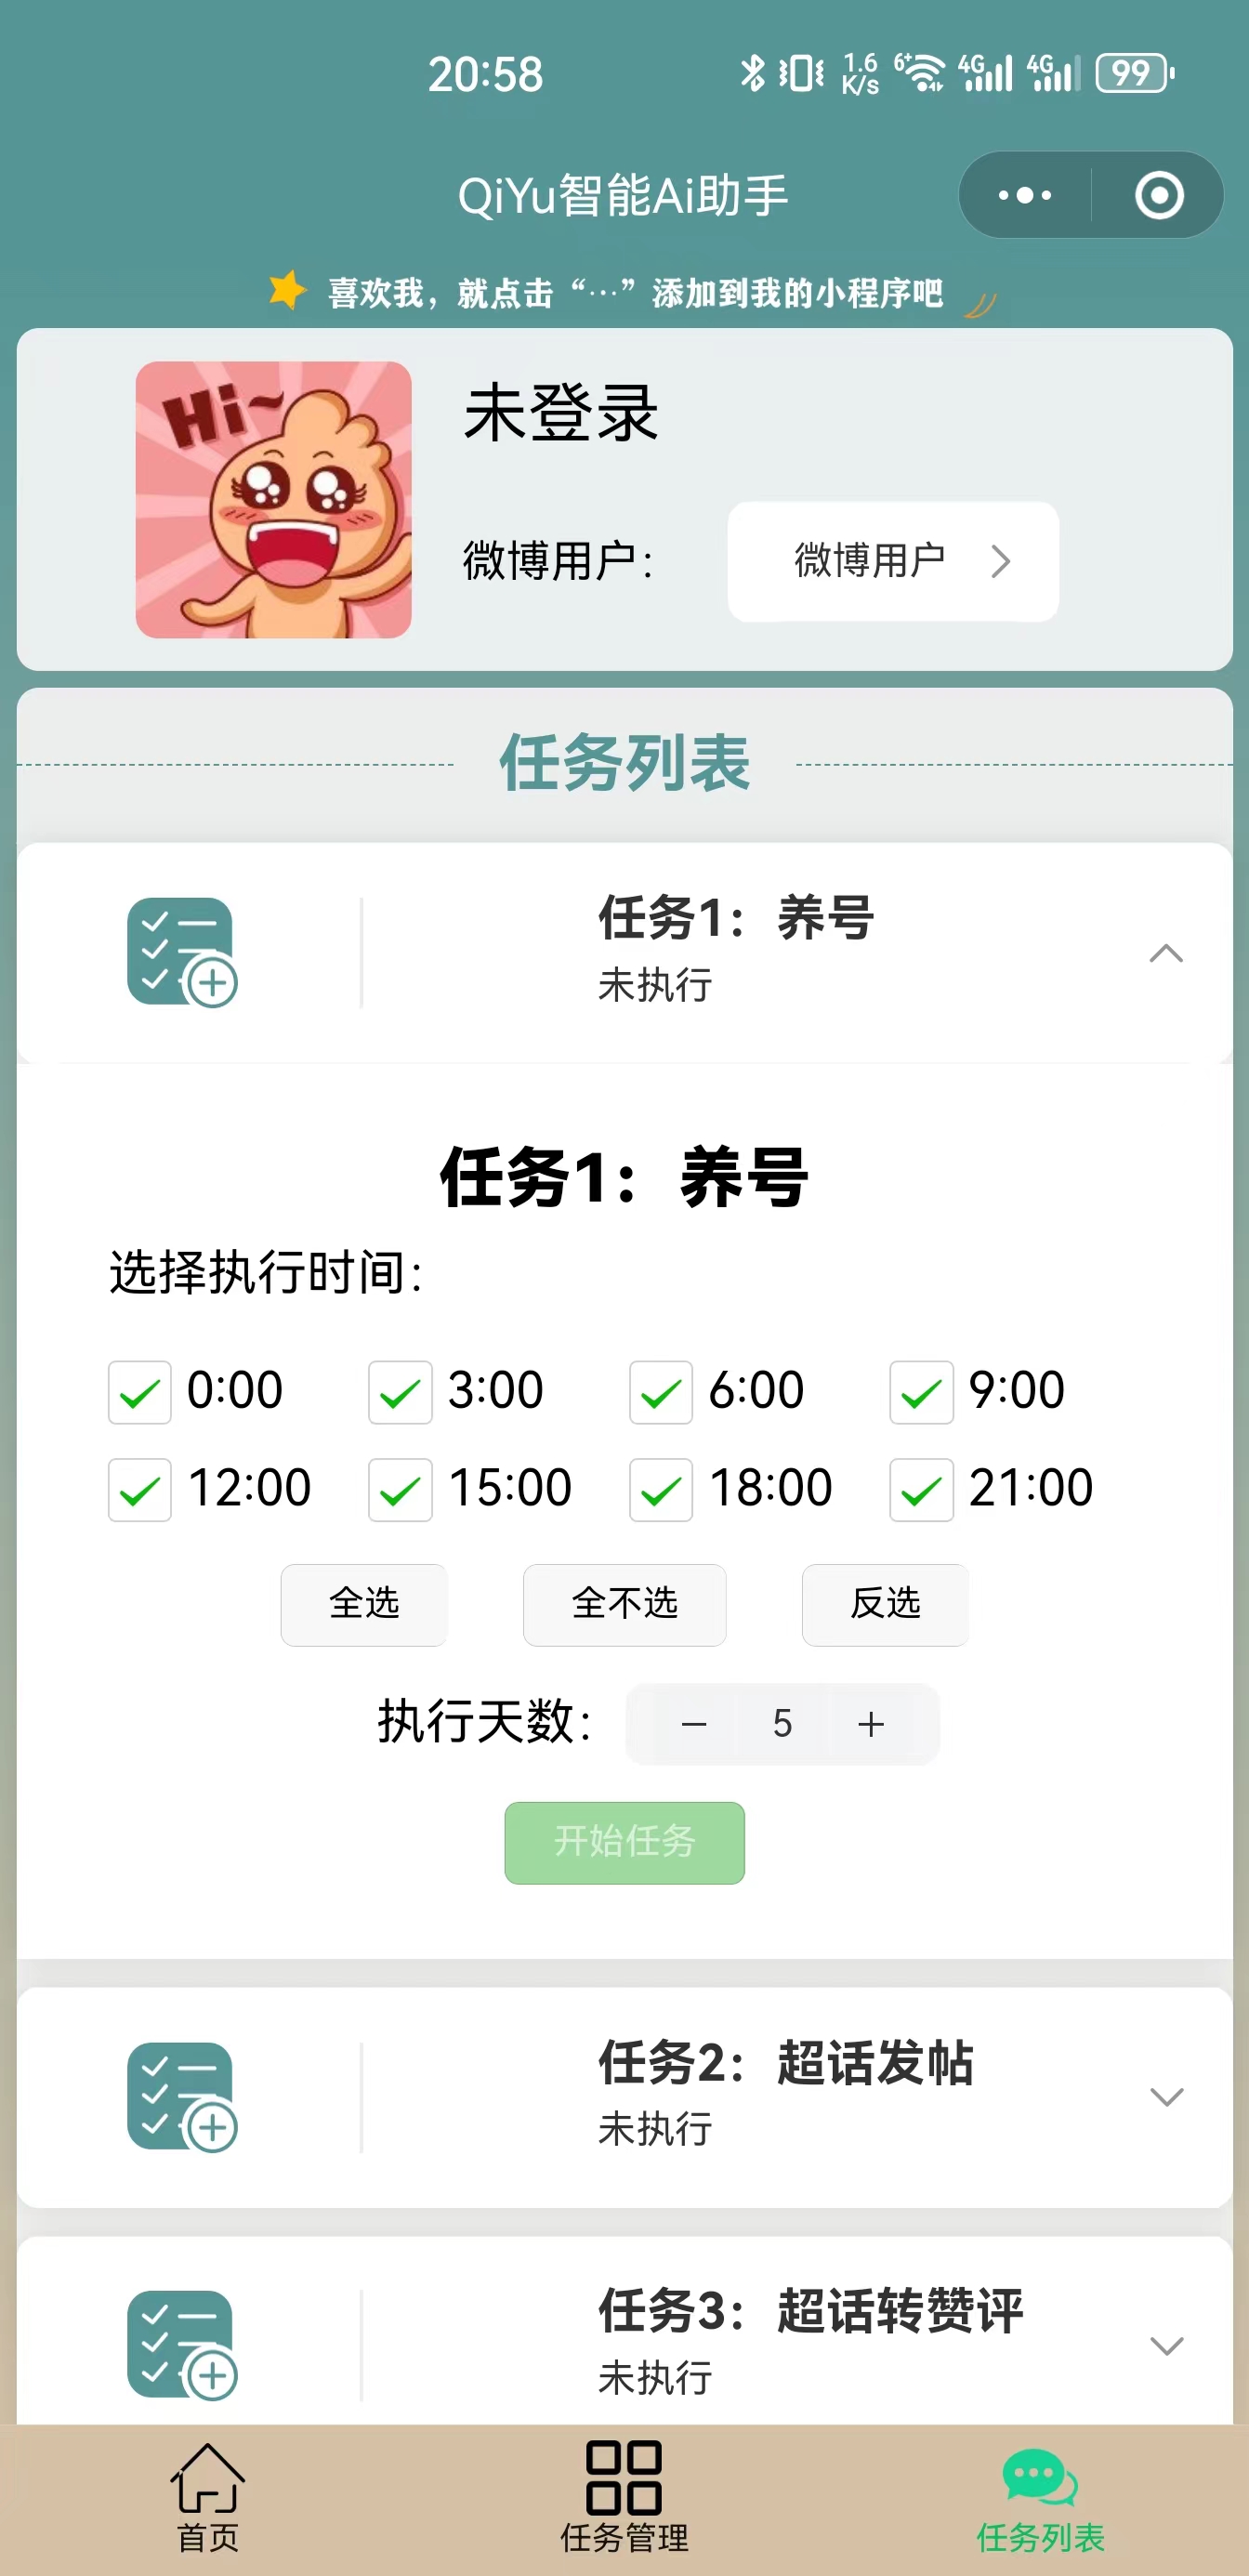 20:58
1.6 K/s
6+
4G
4G
99
QiYu智能Ai助手
喜欢我，就点击“…”添加到我的小程序吧
Hi~
未登录
微博用户：
微博用户
任务列表
任务1：养号
未执行
任务1：养号
选择执行时间：
0:00 3:00 6:00 9:00
12:00 15:00 18:00 21:00
全选 全不选 反选
执行天数： － 5 ＋
开始任务
任务2：超话发帖
未执行
任务3：超话转赞评
未执行
首页 任务管理 任务列表